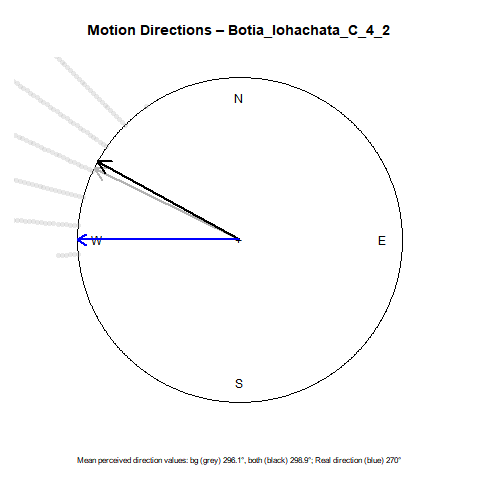 Motion Directions – Botia_lohachata_C_4_2
N
W
E
S
Mean perceived direction values: bg (grey) 296.1°, both (black) 298.9°; Real direction (blue) 270°